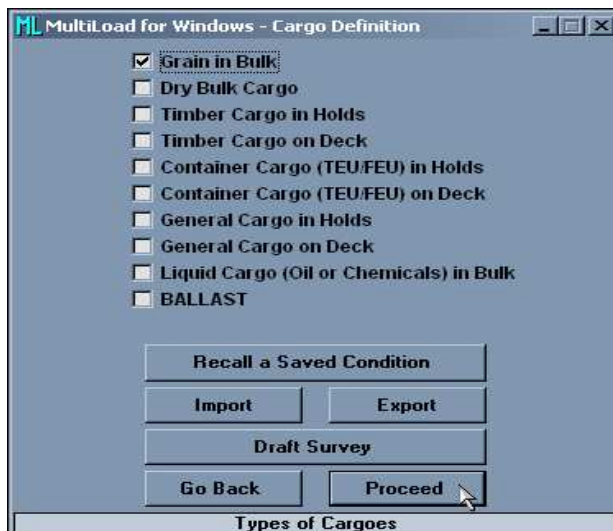 ML MultiLoad for Windows - Cargo Definition
Grain in Bulk
Dry Bulk Cargo
Timber Cargo in Holds
Timber Cargo on Deck
Container Cargo (TEU/FEU) in Holds
Container Cargo (TEU/FEU) on Deck
General Cargo in Holds
General Cargo on Deck
Liquid Cargo (Oil or Chemicals) in Bulk
BALLAST
Recall a Saved Condition
Import Export
Draft Survey
Go Back Proceed
Types of Cargoes